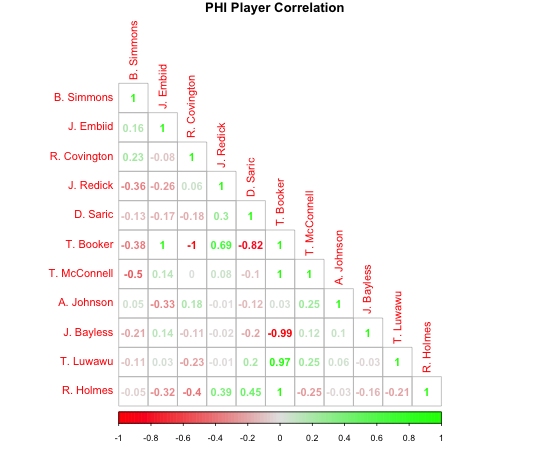 PHI Player Correlation
B. Simmons
J. Embiid
R. Covington
J. Redick
D. Saric
T. Booker
T. McConnell
A. Johnson
J. Bayless
T. Luwawu
R. Holmes
B. Simmons 1
J. Embiid 0.16 1
R. Covington 0.23 -0.08 1
J. Redick -0.36 -0.26 0.06 1
D. Saric -0.13 -0.17 -0.18 0.3 1
T. Booker -0.38 1 -1 0.69 -0.82 1
T. McConnell -0.5 0.14 0 0.08 -0.1 1 1
A. Johnson 0.05 -0.33 0.18 -0.01 -0.12 0.03 0.25 1
J. Bayless -0.21 0.14 -0.11 -0.02 -0.2 -0.99 0.12 0.1 1
T. Luwawu -0.11 0.03 -0.23 -0.01 0.2 0.97 0.25 0.06 -0.03 1
R. Holmes -0.05 -0.32 -0.4 0.39 0.45 1 -0.25 -0.03 -0.16 -0.21 1
-1 -0.8 -0.6 -0.4 -0.2 0 0.2 0.4 0.6 0.8 1